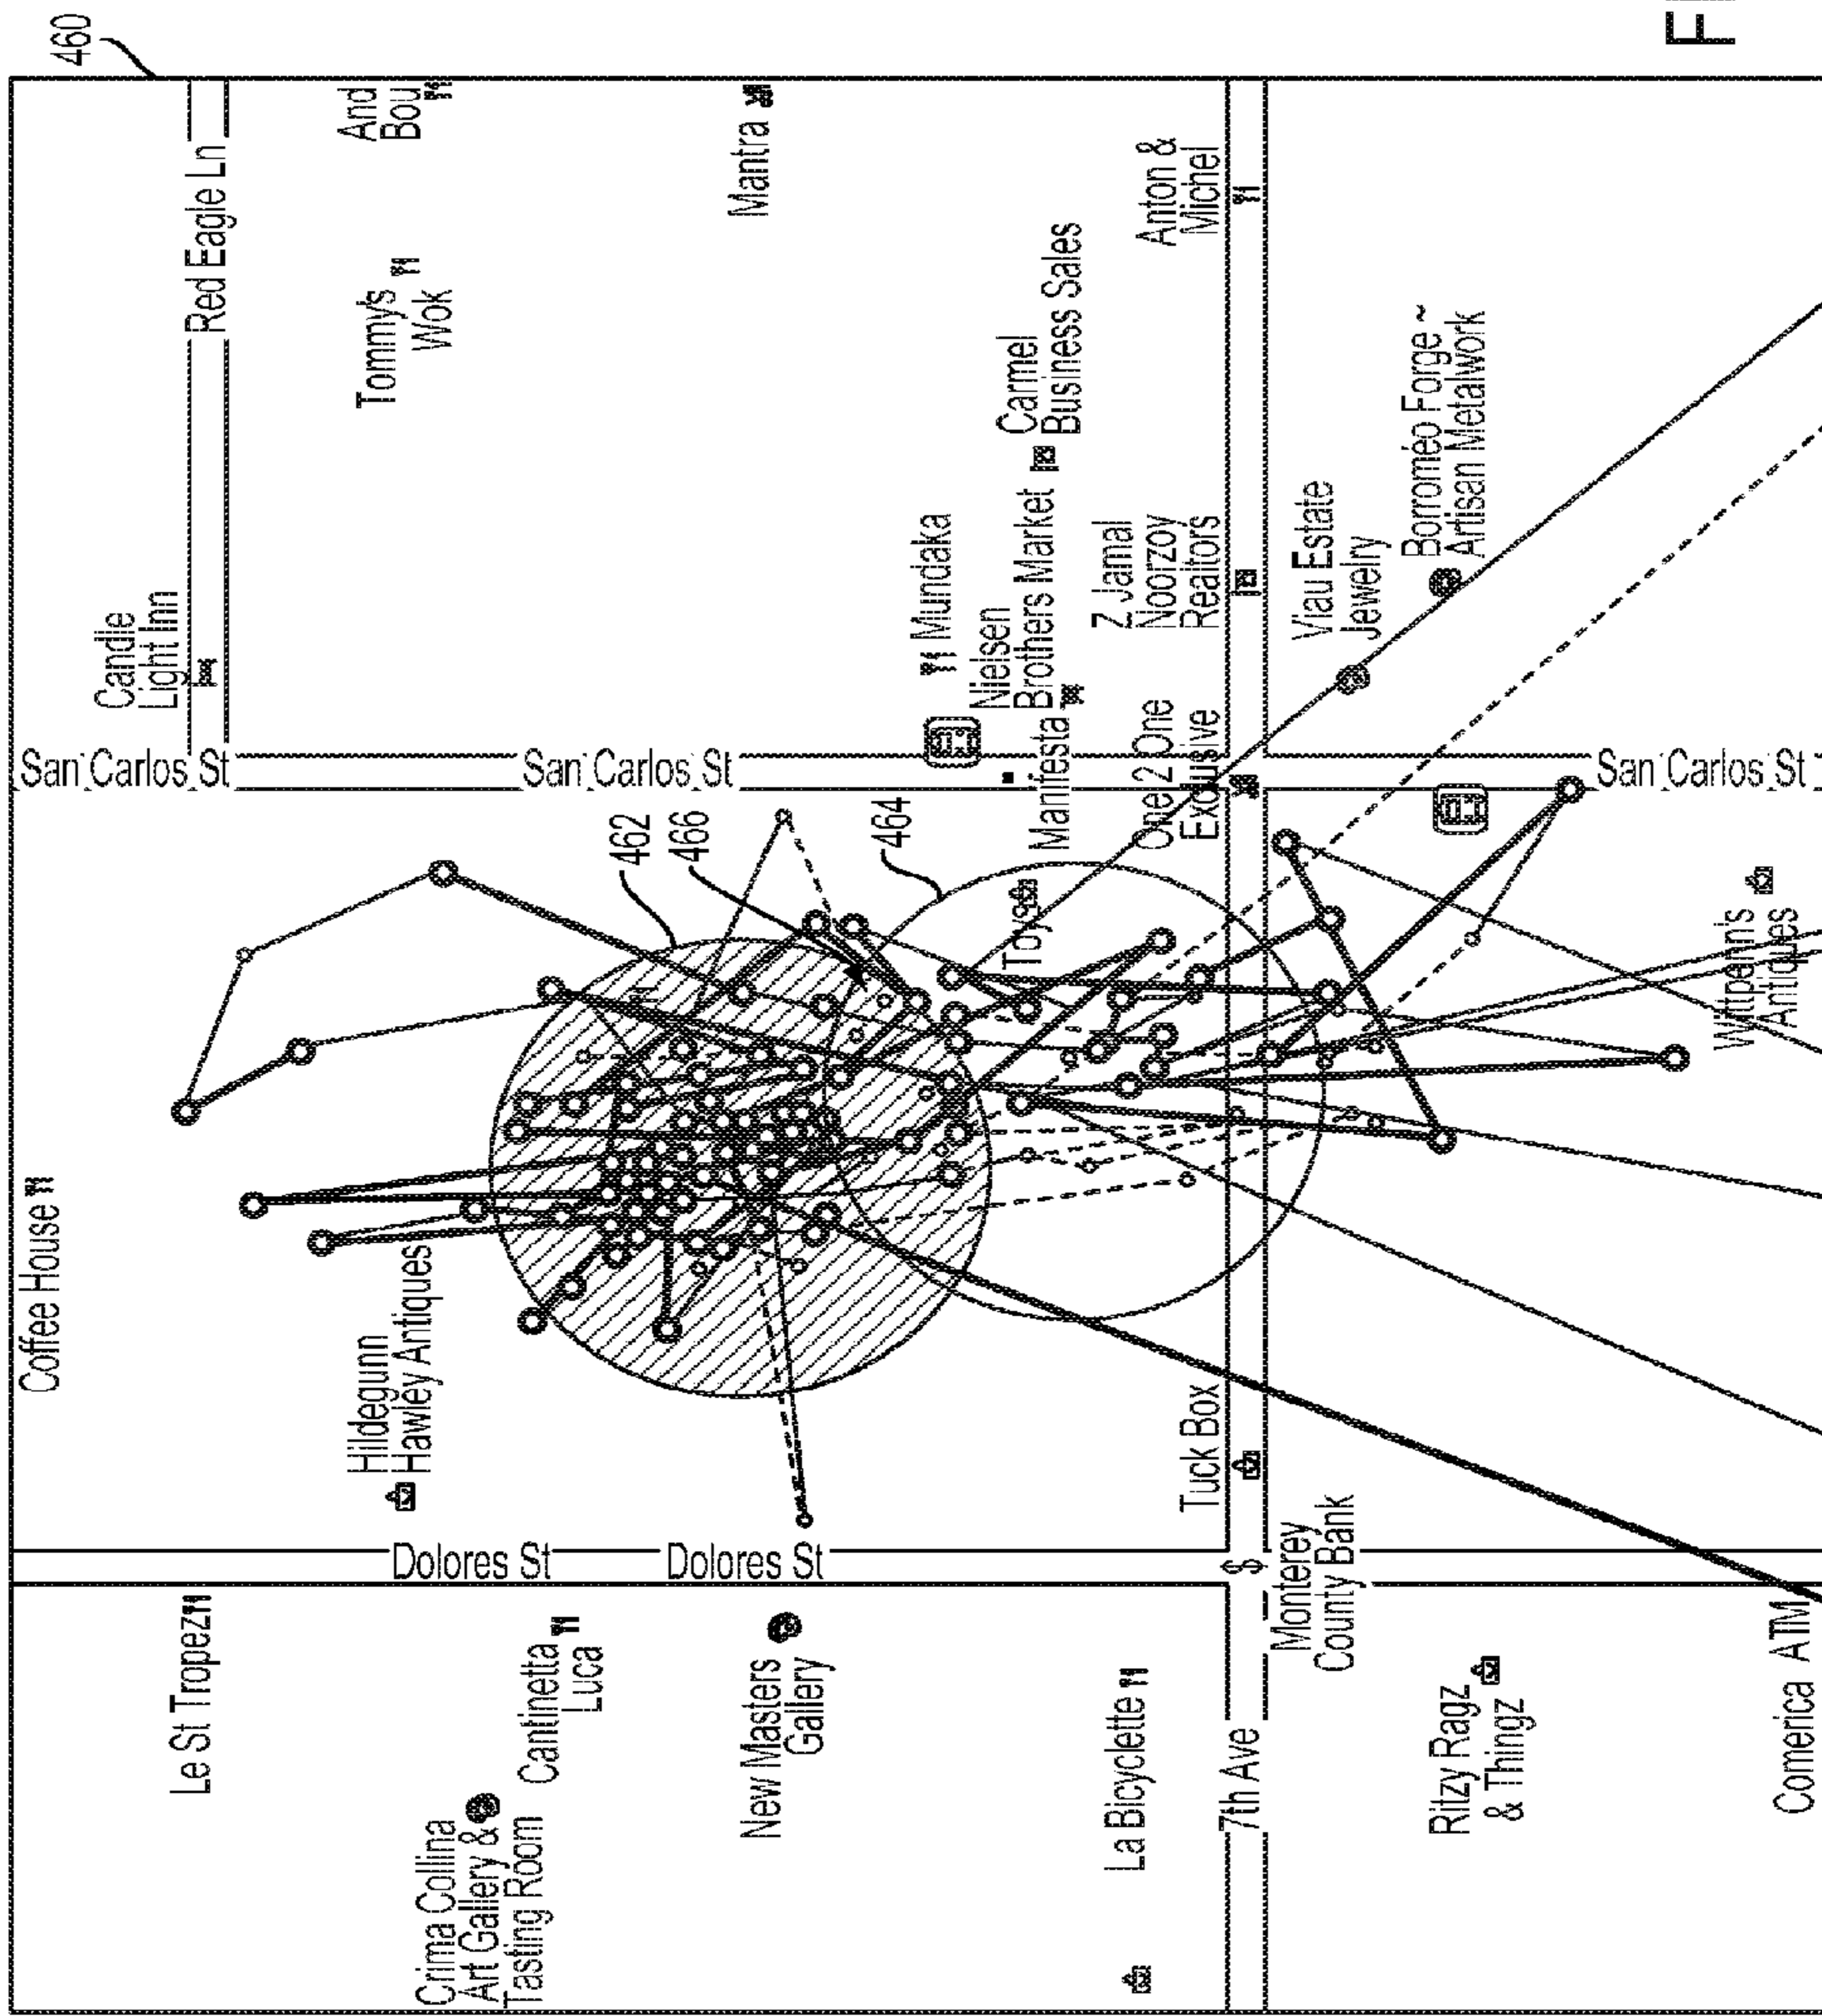 460
Coffee House
Candle
Light Inn
San Carlos St
Red Eagle Ln
Le St Tropez
Hildegunn
Hawley Antiques
Tommy's
Wok
And
Bou
Crima Collina
Art Gallery &
Tasting Room
Dolores St
San Carlos St
Cantinetta
Luca
462
466
464
Mantra
New Masters
Gallery
Dolores St
Mundaka
Nielsen
Brothers Market
Carmel
Business Sales
Toys
Manifesta
Z Jamal
Noorzoy
Realtors
Anton &
Michel
One 2 One
Exclusive
La Bicyclette
Tuck Box
7th Ave
$
Monterey
County Bank
Viau Estate
Jewelry
Borroméo Forge ~
Artisan Metalwork
Ritzy Ragz
& Thingz
San Carlos St
Wittpenn's
Antiques
Comerica ATM